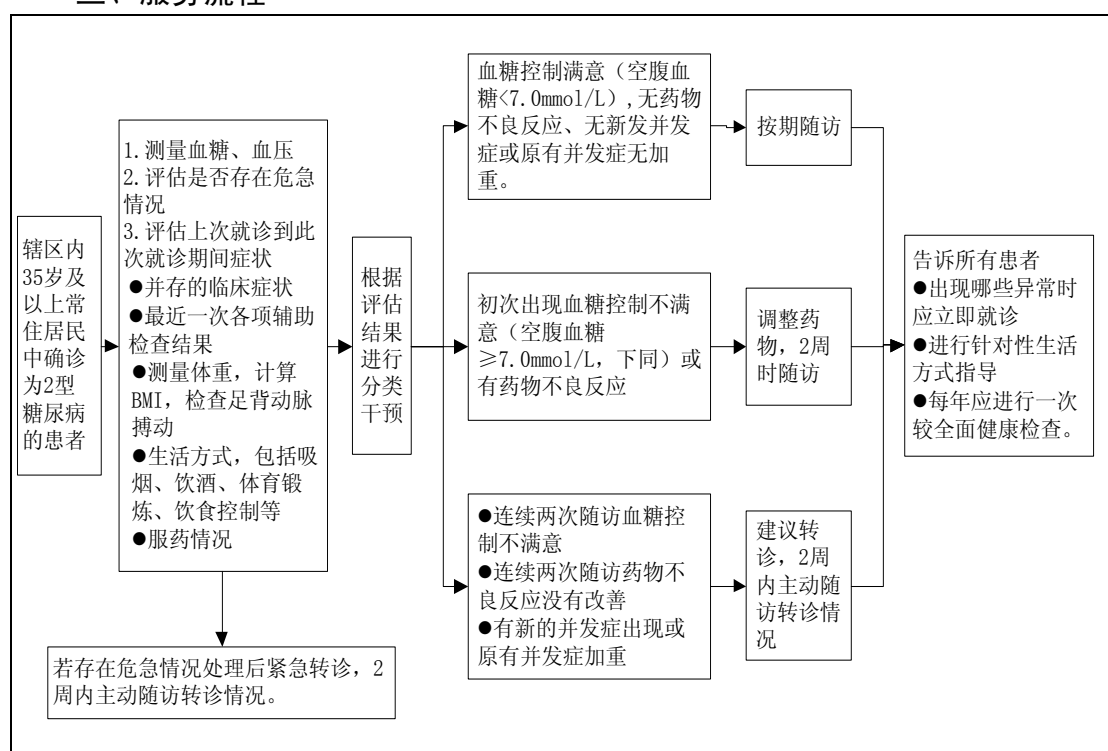 辖区内
35岁及
以上常
住居民
中确诊
为2型
糖尿病
的患者
1.测量血糖、血压
2.评估是否存在危急
情况
3.评估上次就诊到此
次就诊期间症状
●并存的临床症状
●最近一次各项辅助
检查结果
●测量体重，计算
BMI，检查足背动脉
搏动
●生活方式，包括吸
烟、饮酒、体育锻
炼、饮食控制等
●服药情况
若存在危急情况处理后紧急转诊，2
周内主动随访转诊情况。
根据
评估
结果
进行
分类
干预
血糖控制满意（空腹血
糖<7.0mmol/L）,无药物
不良反应、无新发并发
症或原有并发症无加
重。
按期随访
初次出现血糖控制不满
意（空腹血糖
≥7.0mmol/L，下同）或
有药物不良反应
调整药
物，2周
时随访
●连续两次随访血糖控
制不满意
●连续两次随访药物不
良反应没有改善
●有新的并发症出现或
原有并发症加重
建议转
诊，2周
内主动随
访转诊情
况
告诉所有患者
●出现哪些异常时
应立即就诊
●进行针对性生活
方式指导
●每年应进行一次
较全面健康检查。